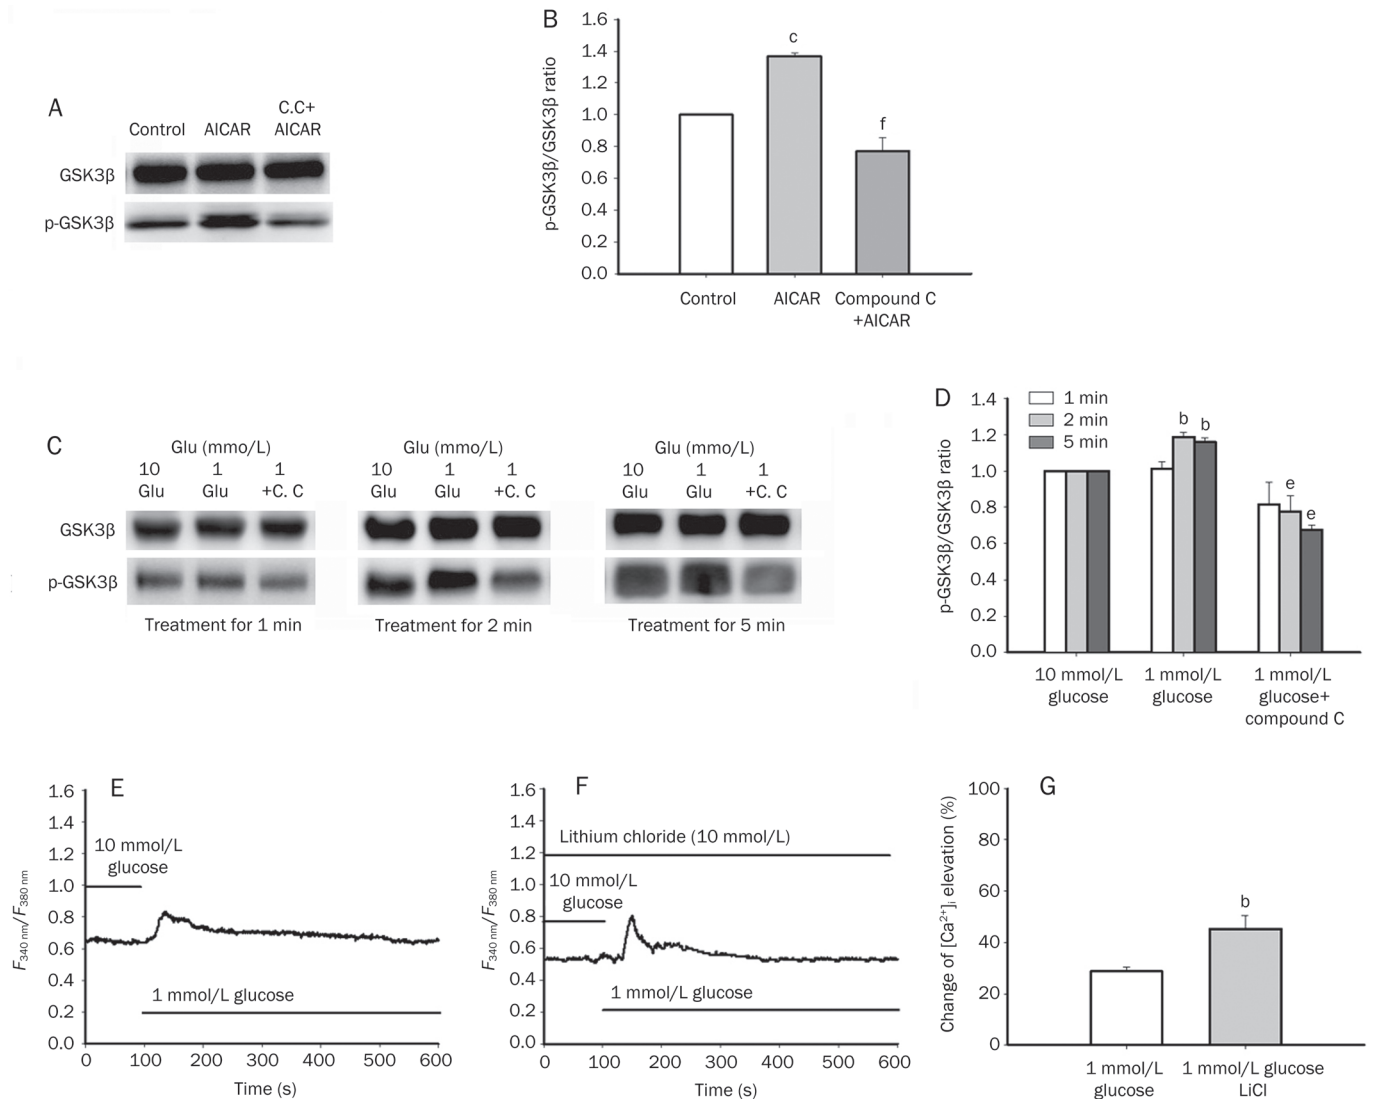 A
Control
AICAR
C.C+
AICAR
GSK3β
p-GSK3β
B
p-GSK3β/GSK3β ratio
1.6
1.4
1.2
1.0
0.8
0.6
0.4
0.2
0.0
c
f
Control
AICAR
Compound C
+AICAR
C
Glu (mmo/L)
10 1 1
Glu Glu +C. C
Glu (mmo/L)
10 1 1
Glu Glu +C. C
Glu (mmo/L)
10 1 1
Glu Glu +C. C
GSK3β
p-GSK3β
Treatment for 1 min
Treatment for 2 min
Treatment for 5 min
D
p-GSK3β/GSK3β ratio
1.4
1.2
1.0
0.8
0.6
0.4
0.2
0.0
1 min
2 min
5 min
b b
e
e
10 mmol/L
glucose
1 mmol/L
glucose
1 mmol/L
glucose+
compound C
E
F340 nm/F380 nm
1.6
1.4
1.2
1.0
0.8
0.6
0.4
0.2
0.0
10 mmol/L
glucose
1 mmol/L glucose
0 100 200 300 400 500 600
Time (s)
F
F340 nm/F380 nm
1.6
1.4
1.2
1.0
0.8
0.6
0.4
0.2
0.0
Lithium chloride (10 mmol/L)
10 mmol/L
glucose
1 mmol/L glucose
0 100 200 300 400 500 600
Time (s)
G
Change of [Ca2+]i elevation (%)
100
80
60
40
20
0
b
1 mmol/L
glucose
1 mmol/L glucose
LiCl